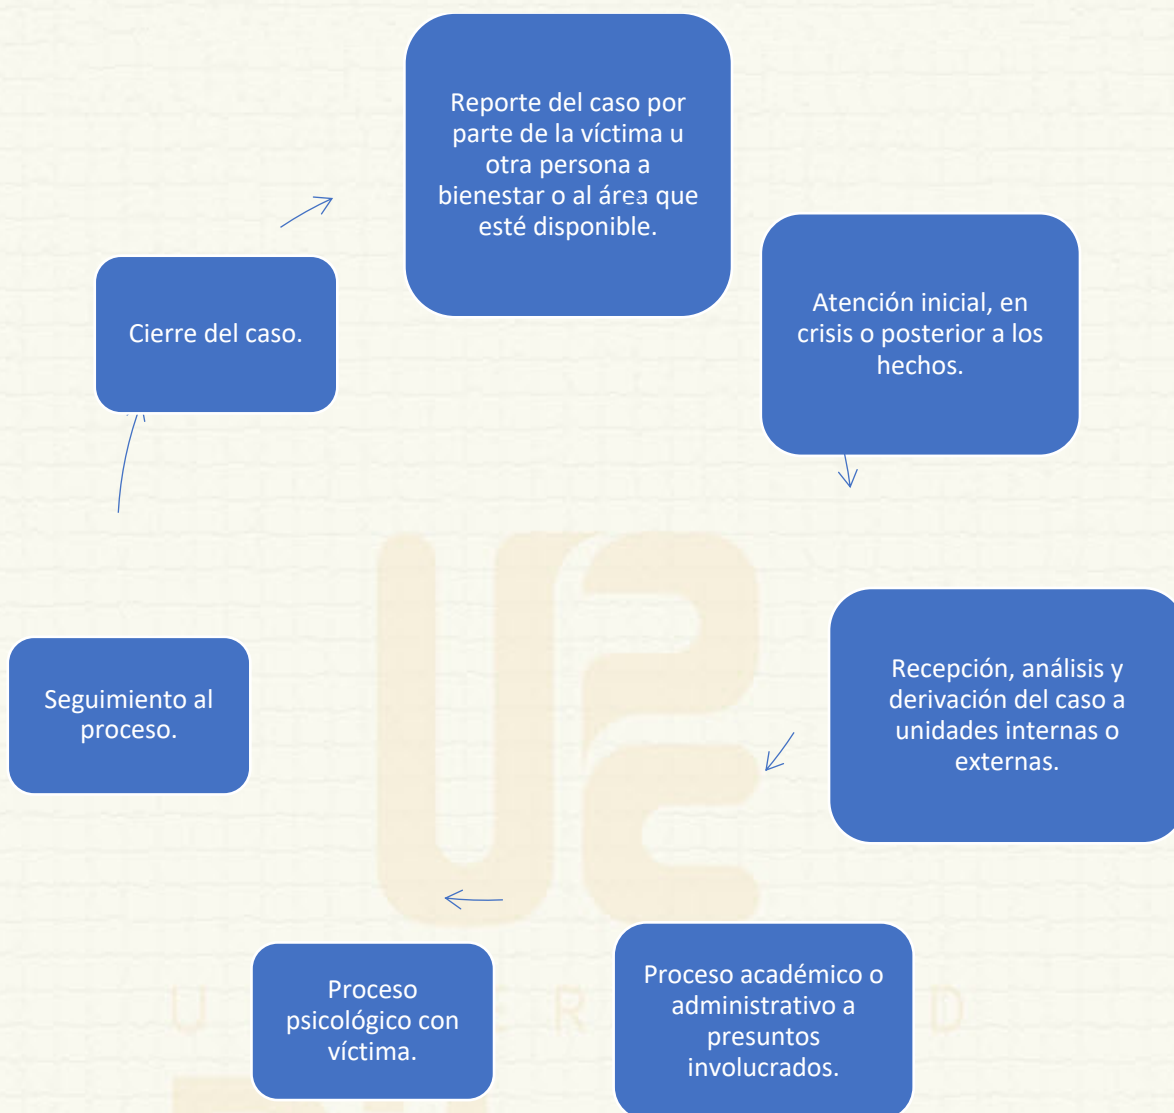 Reporte del caso por
parte de la víctima u
otra persona a
bienestar o al área que
esté disponible.
Atención inicial, en
crisis o posterior a los
hechos.
Recepción, análisis y
derivación del caso a
unidades internas o
externas.
Proceso académico o
administrativo a
presuntos
involucrados.
Proceso
psicológico con
víctima.
Seguimiento al
proceso.
Cierre del caso.